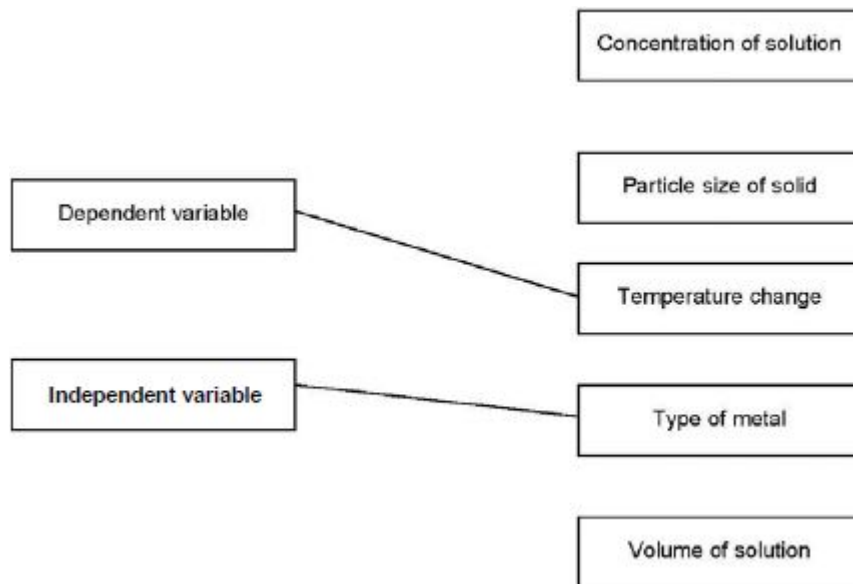 Concentration of solution
Particle size of solid
Dependent variable
Temperature change
Independent variable
Type of metal
Volume of solution